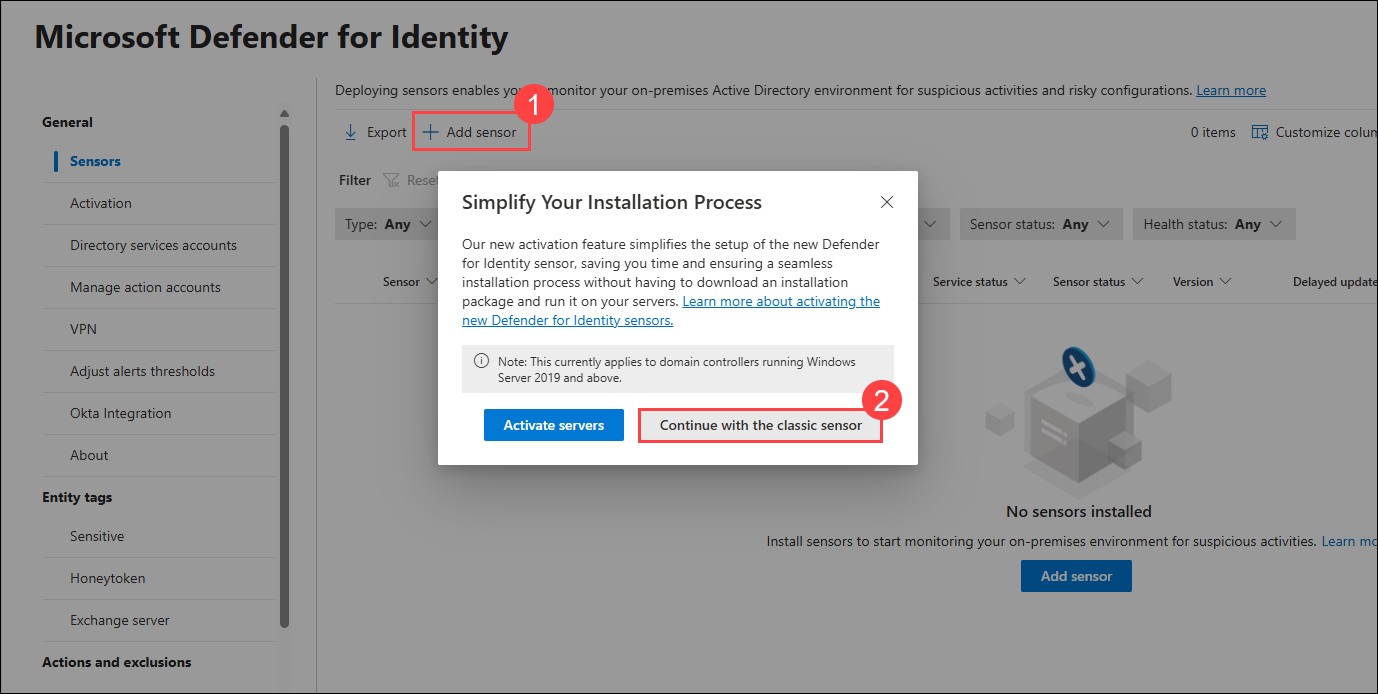 Microsoft Defender for Identity
Deploying sensors enables yo monitor your on-premises Active Directory environment for suspicious activities and risky configurations. Learn more
General
Sensors
Activation
Directory services accounts
Manage action accounts
VPN
Adjust alerts thresholds
Okta Integration
About
Entity tags
Sensitive
Honeytoken
Exchange server
Actions and exclusions
Export
Add sensor
1
0 items
Customize colum
Filter
Reset
Type: Any
Sensor status: Any
Health status: Any
Sensor
Service status
Sensor status
Version
Delayed update
Simplify Your Installation Process
Our new activation feature simplifies the setup of the new Defender
for Identity sensor, saving you time and ensuring a seamless
installation process without having to download an installation
package and run it on your servers. Learn more about activating the
new Defender for Identity sensors.
Note: This currently applies to domain controllers running Windows
Server 2019 and above.
Activate servers
Continue with the classic sensor
2
No sensors installed
Install sensors to start monitoring your on-premises environment for suspicious activities. Learn mo
Add sensor